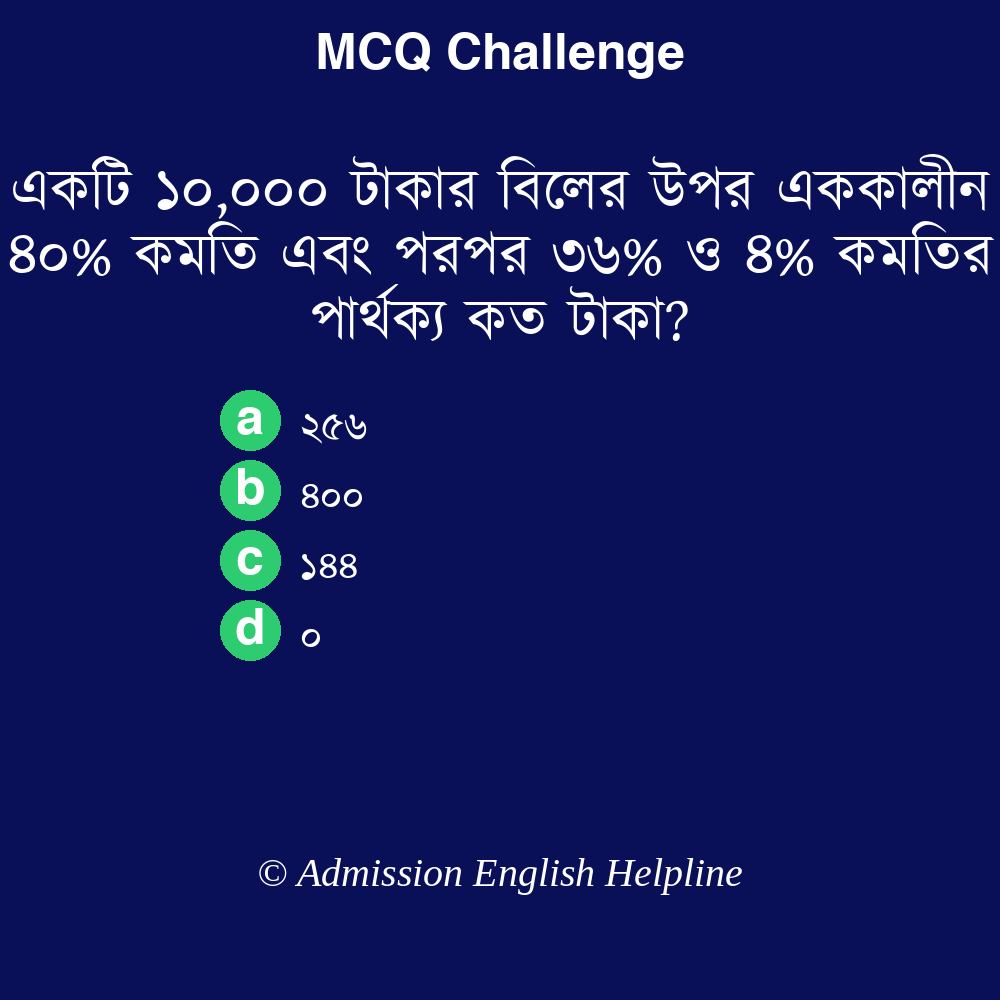 MCQ Challenge
একটি ১০,০০০ টাকার বিলের উপর এককালীন
৪০% কমতি এবং পরপর ৩৬% ও ৪% কমতির
পার্থক্য কত টাকা?
a ২৫৬
b ৪০০
c ১৪৪
d ০
© Admission English Helpline